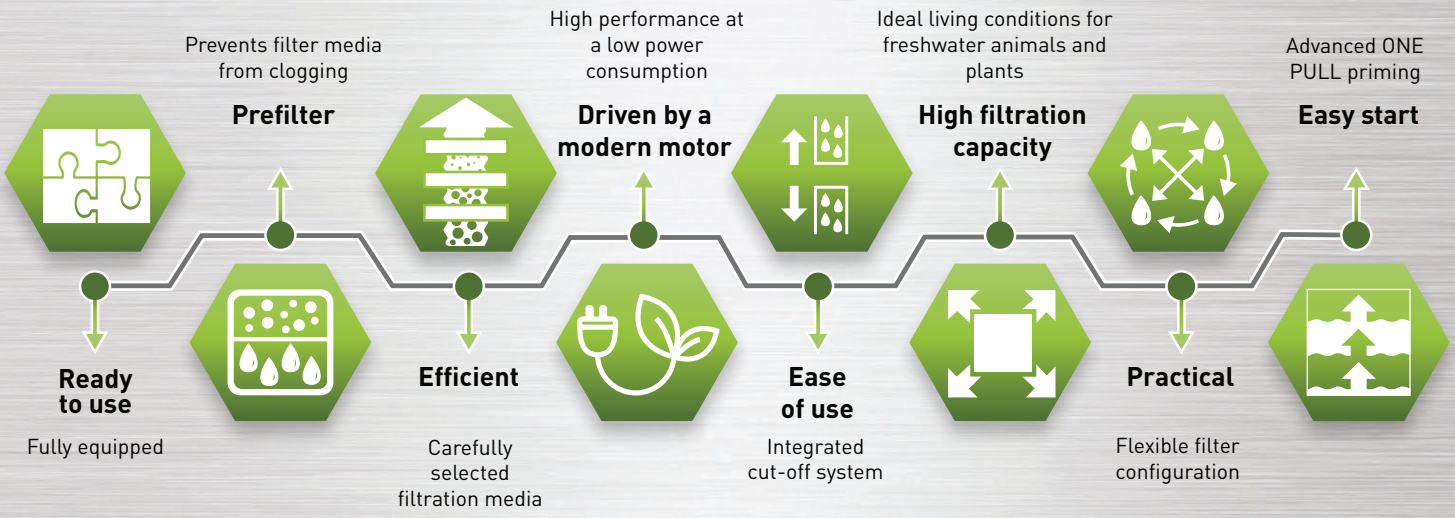 Ready
to use
Fully equipped
Prevents filter media
from clogging
Prefilter
Efficient
Carefully
selected
filtration media
High performance at
a low power
consumption
Driven by a
modern motor
Ease
of use
Integrated
cut-off system
Ideal living conditions for
freshwater animals and
plants
High filtration
capacity
Practical
Flexible filter
configuration
Advanced ONE
PULL priming
Easy start